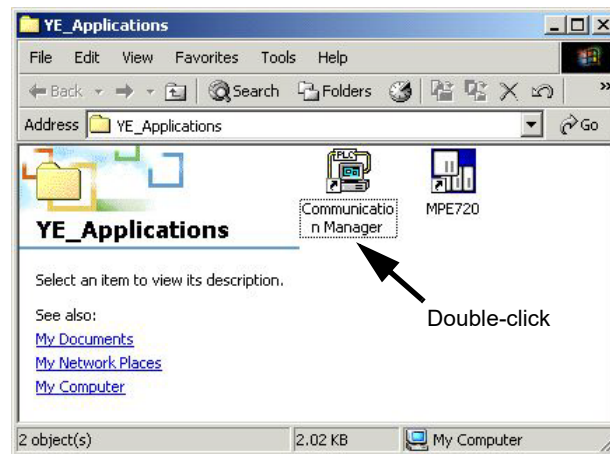 YE_Applications
File Edit View Favorites Tools Help
Back Search Folders »
Address YE_Applications Go
PLC
Communicatio
n Manager
MPE720
YE_Applications
Select an item to view its description.
See also:
My Documents
My Network Places
My Computer
Double-click
2 object(s) 2.02 KB My Computer